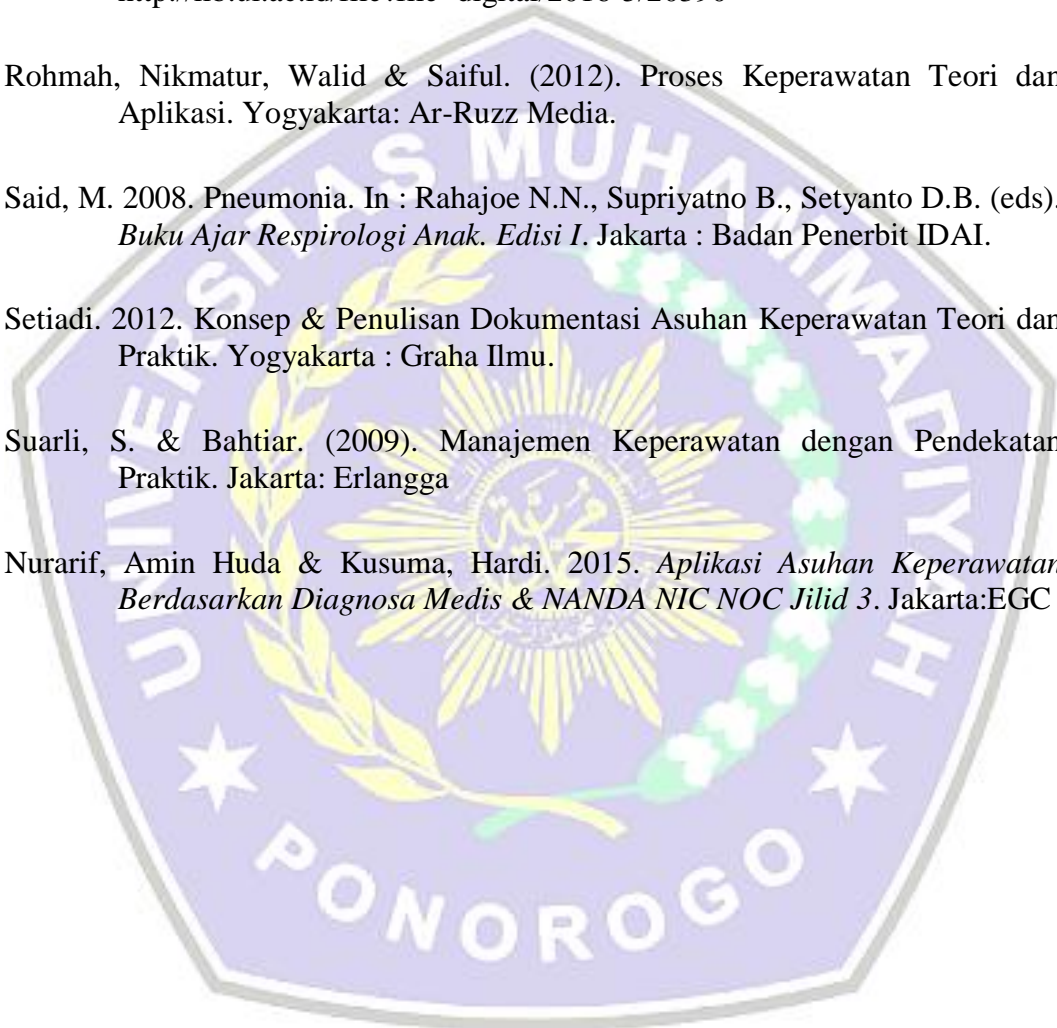 Rohmah, Nikmatur, Walid & Saiful. (2012). Proses Keperawatan Teori dan
Aplikasi. Yogyakarta: Ar-Ruzz Media.
Said, M. 2008. Pneumonia. In : Rahajoe N.N., Supriyatno B., Setyanto D.B. (eds).
Buku Ajar Respirologi Anak. Edisi I. Jakarta : Badan Penerbit IDAI.
Setiadi. 2012. Konsep & Penulisan Dokumentasi Asuhan Keperawatan Teori dan
Praktik. Yogyakarta : Graha Ilmu.
Suarli, S. & Bahtiar. (2009). Manajemen Keperawatan dengan Pendekatan
Praktik. Jakarta: Erlangga
Nurarif, Amin Huda & Kusuma, Hardi. 2015. Aplikasi Asuhan Keperawatan
Berdasarkan Diagnosa Medis & NANDA NIC NOC Jilid 3. Jakarta:EGC
UNIVERSITAS MUHAMMADIYAH
PONOROGO